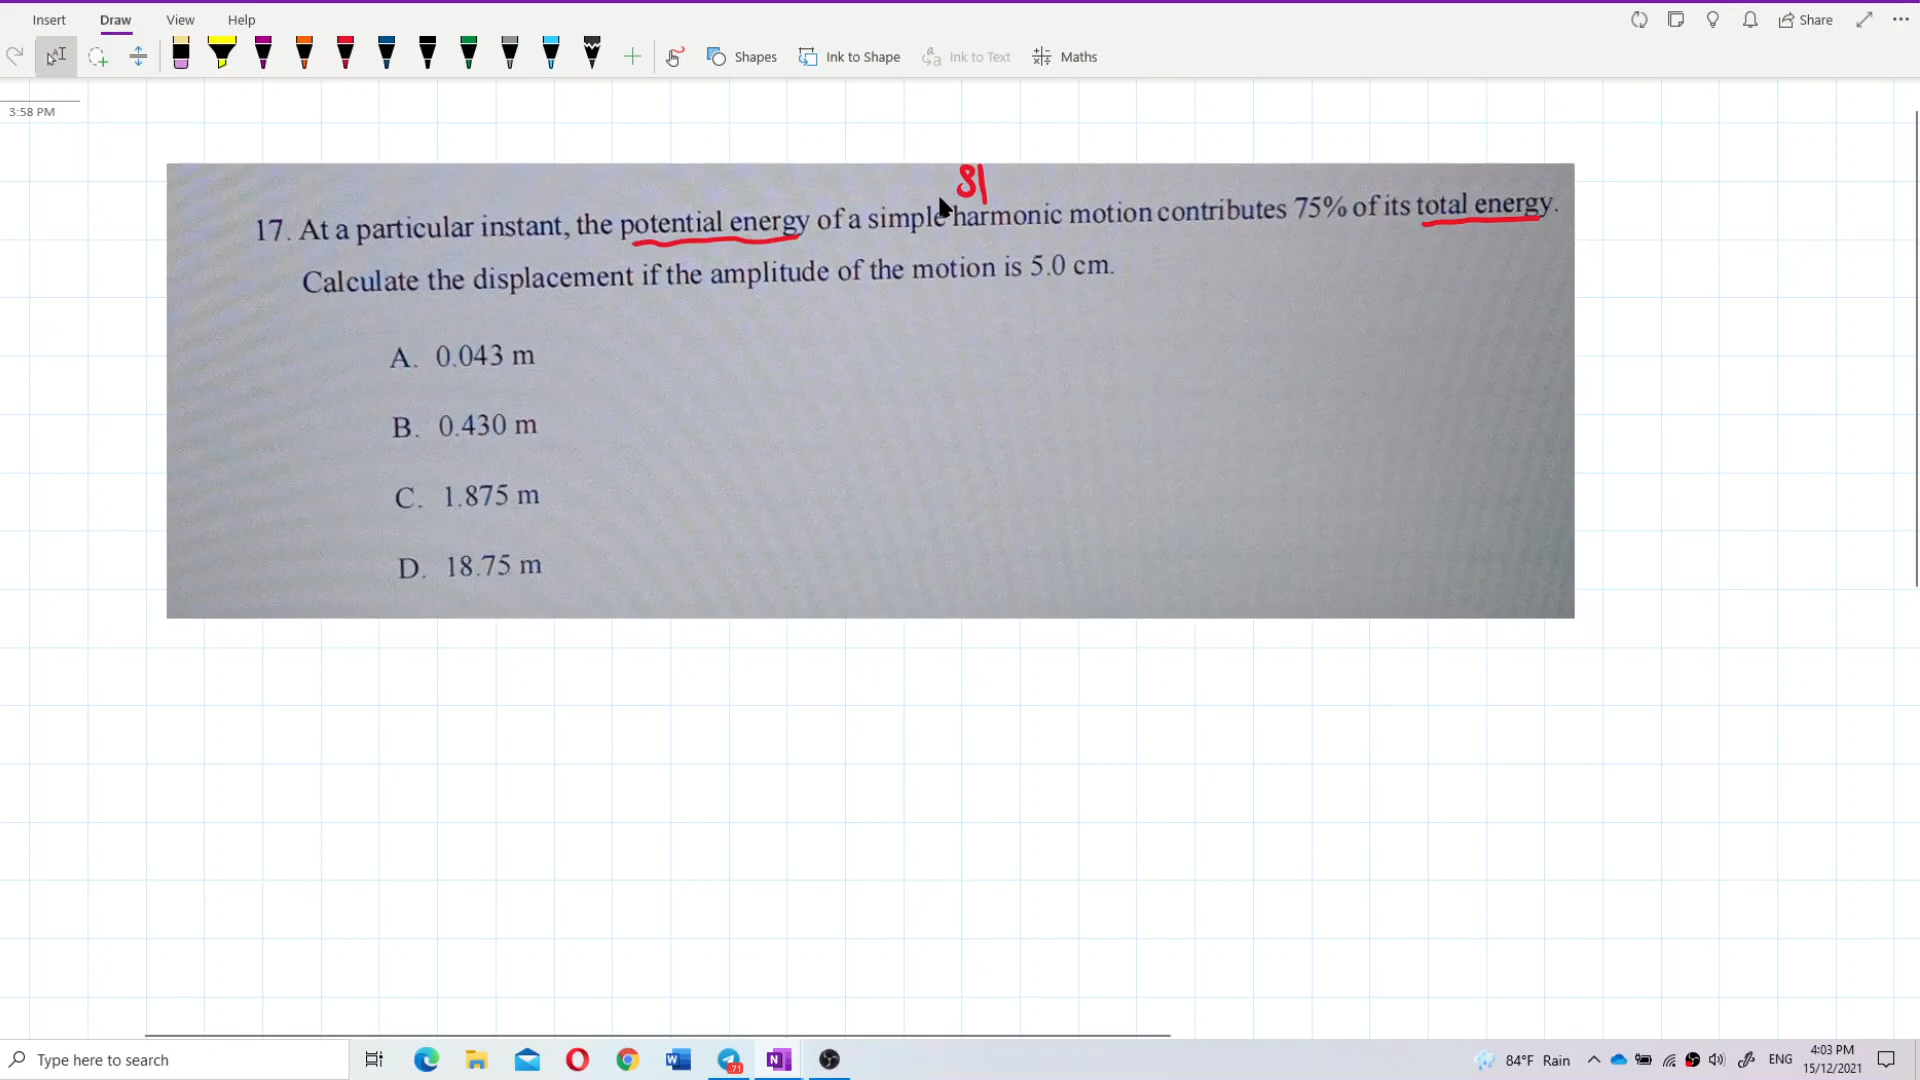 Insert Draw View Help
Share
Shapes Ink to Shape Ink to Text Maths
3:58 PM
17. At a particular instant, the potential energy of a simple harmonic motion contributes 75% of its total energy.
Calculate the displacement if the amplitude of the motion is 5.0 cm.
A. 0.043 m
B. 0.430 m
C. 1.875 m
D. 18.75 m
Type here to search
71
84°F Rain
ENG
4:03 PM
15/12/2021